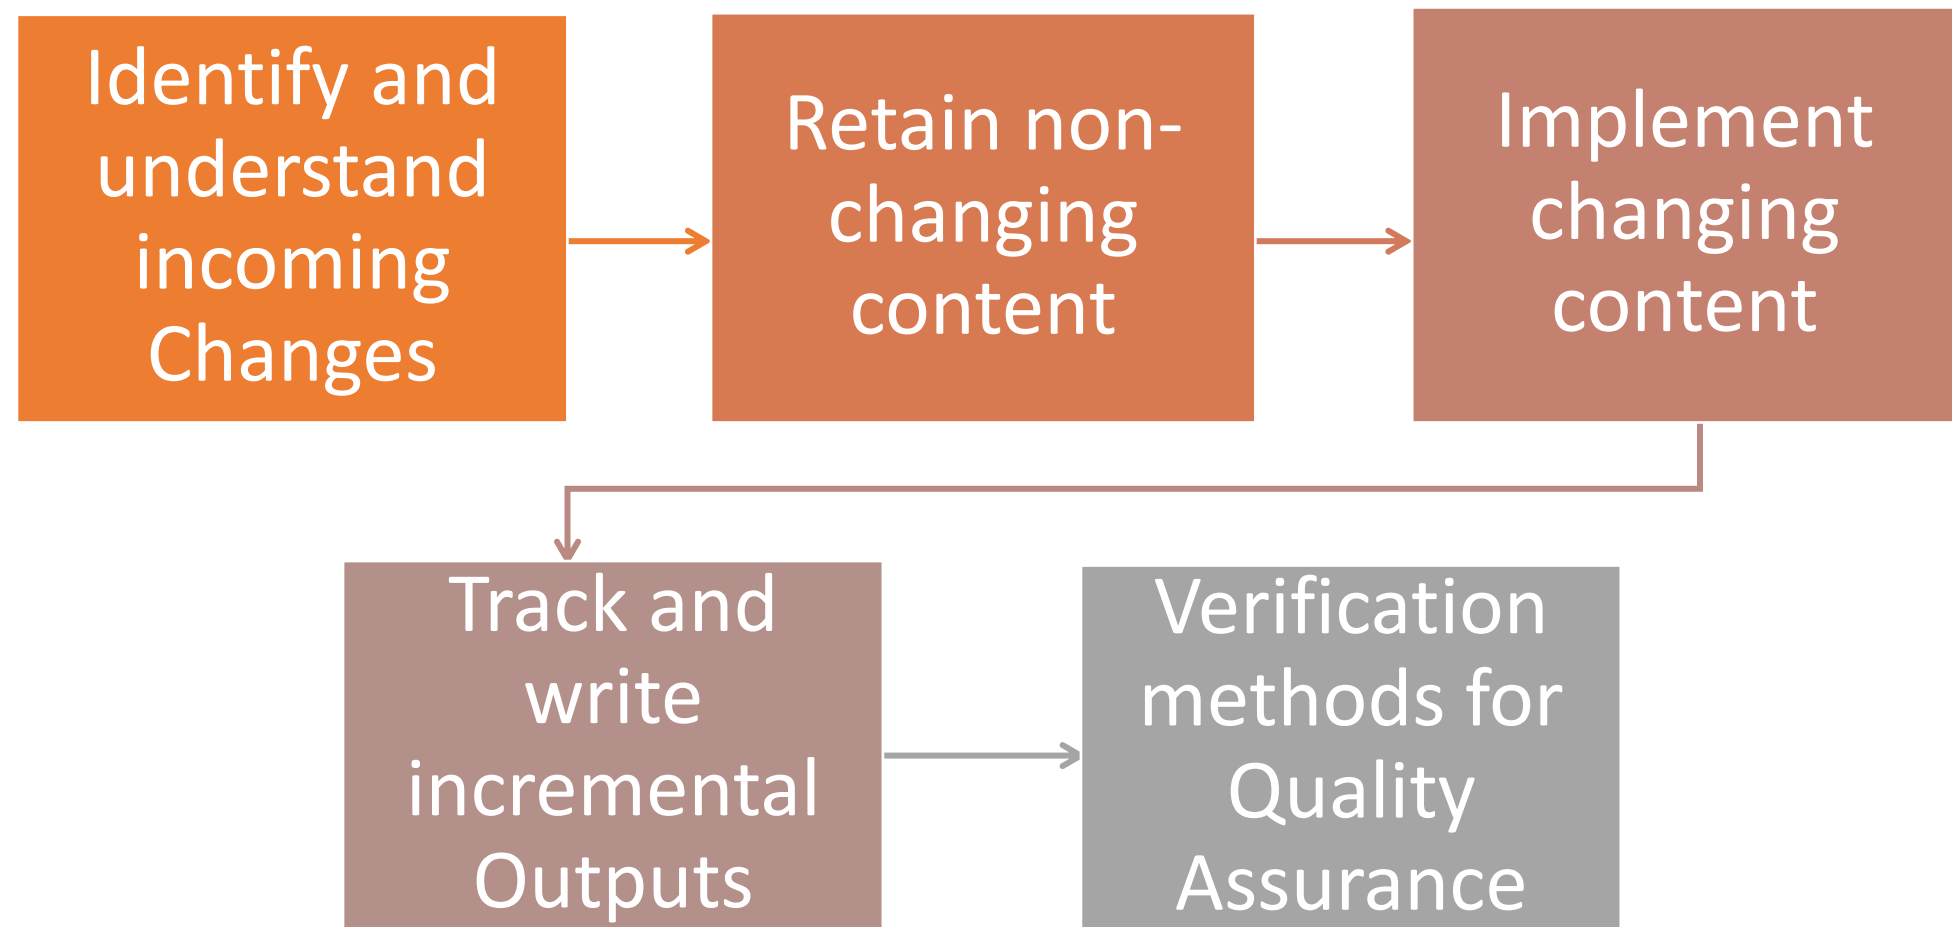 Identify and
understand
incoming
Changes
Retain non-
changing
content
Implement
changing
content
Track and
write
incremental
Outputs
Verification
methods for
Quality
Assurance